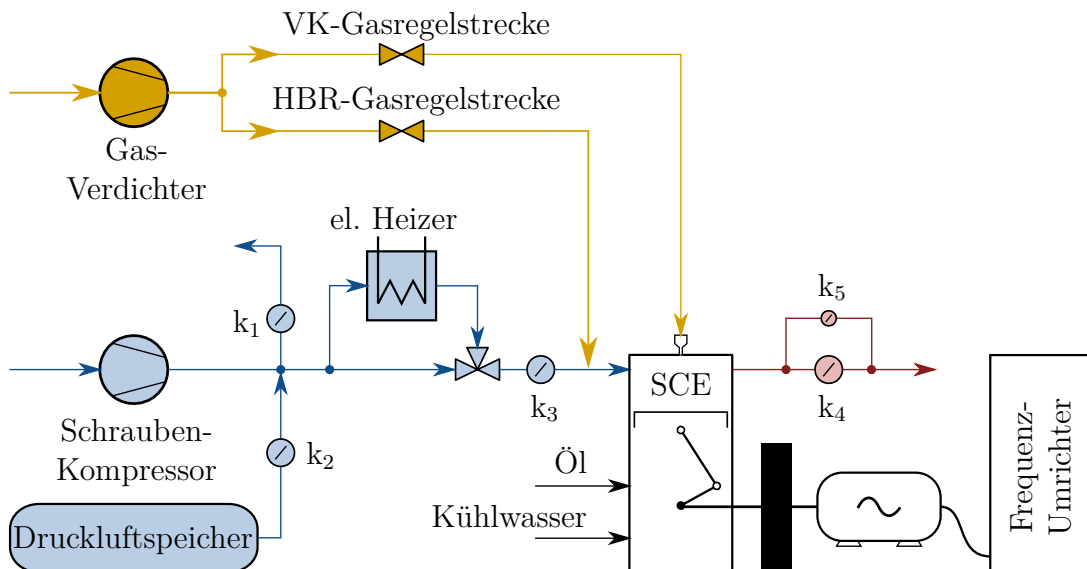 VK-Gasregelstrecke
HBR-Gasregelstrecke
Gas-
Verdichter
el. Heizer
k₁
k₅
SCE
k₃
k₄
Schrauben-
Kompressor
k₂
Öl
Kühlwasser
Druckluftspeicher
Frequenz-
Umrichter